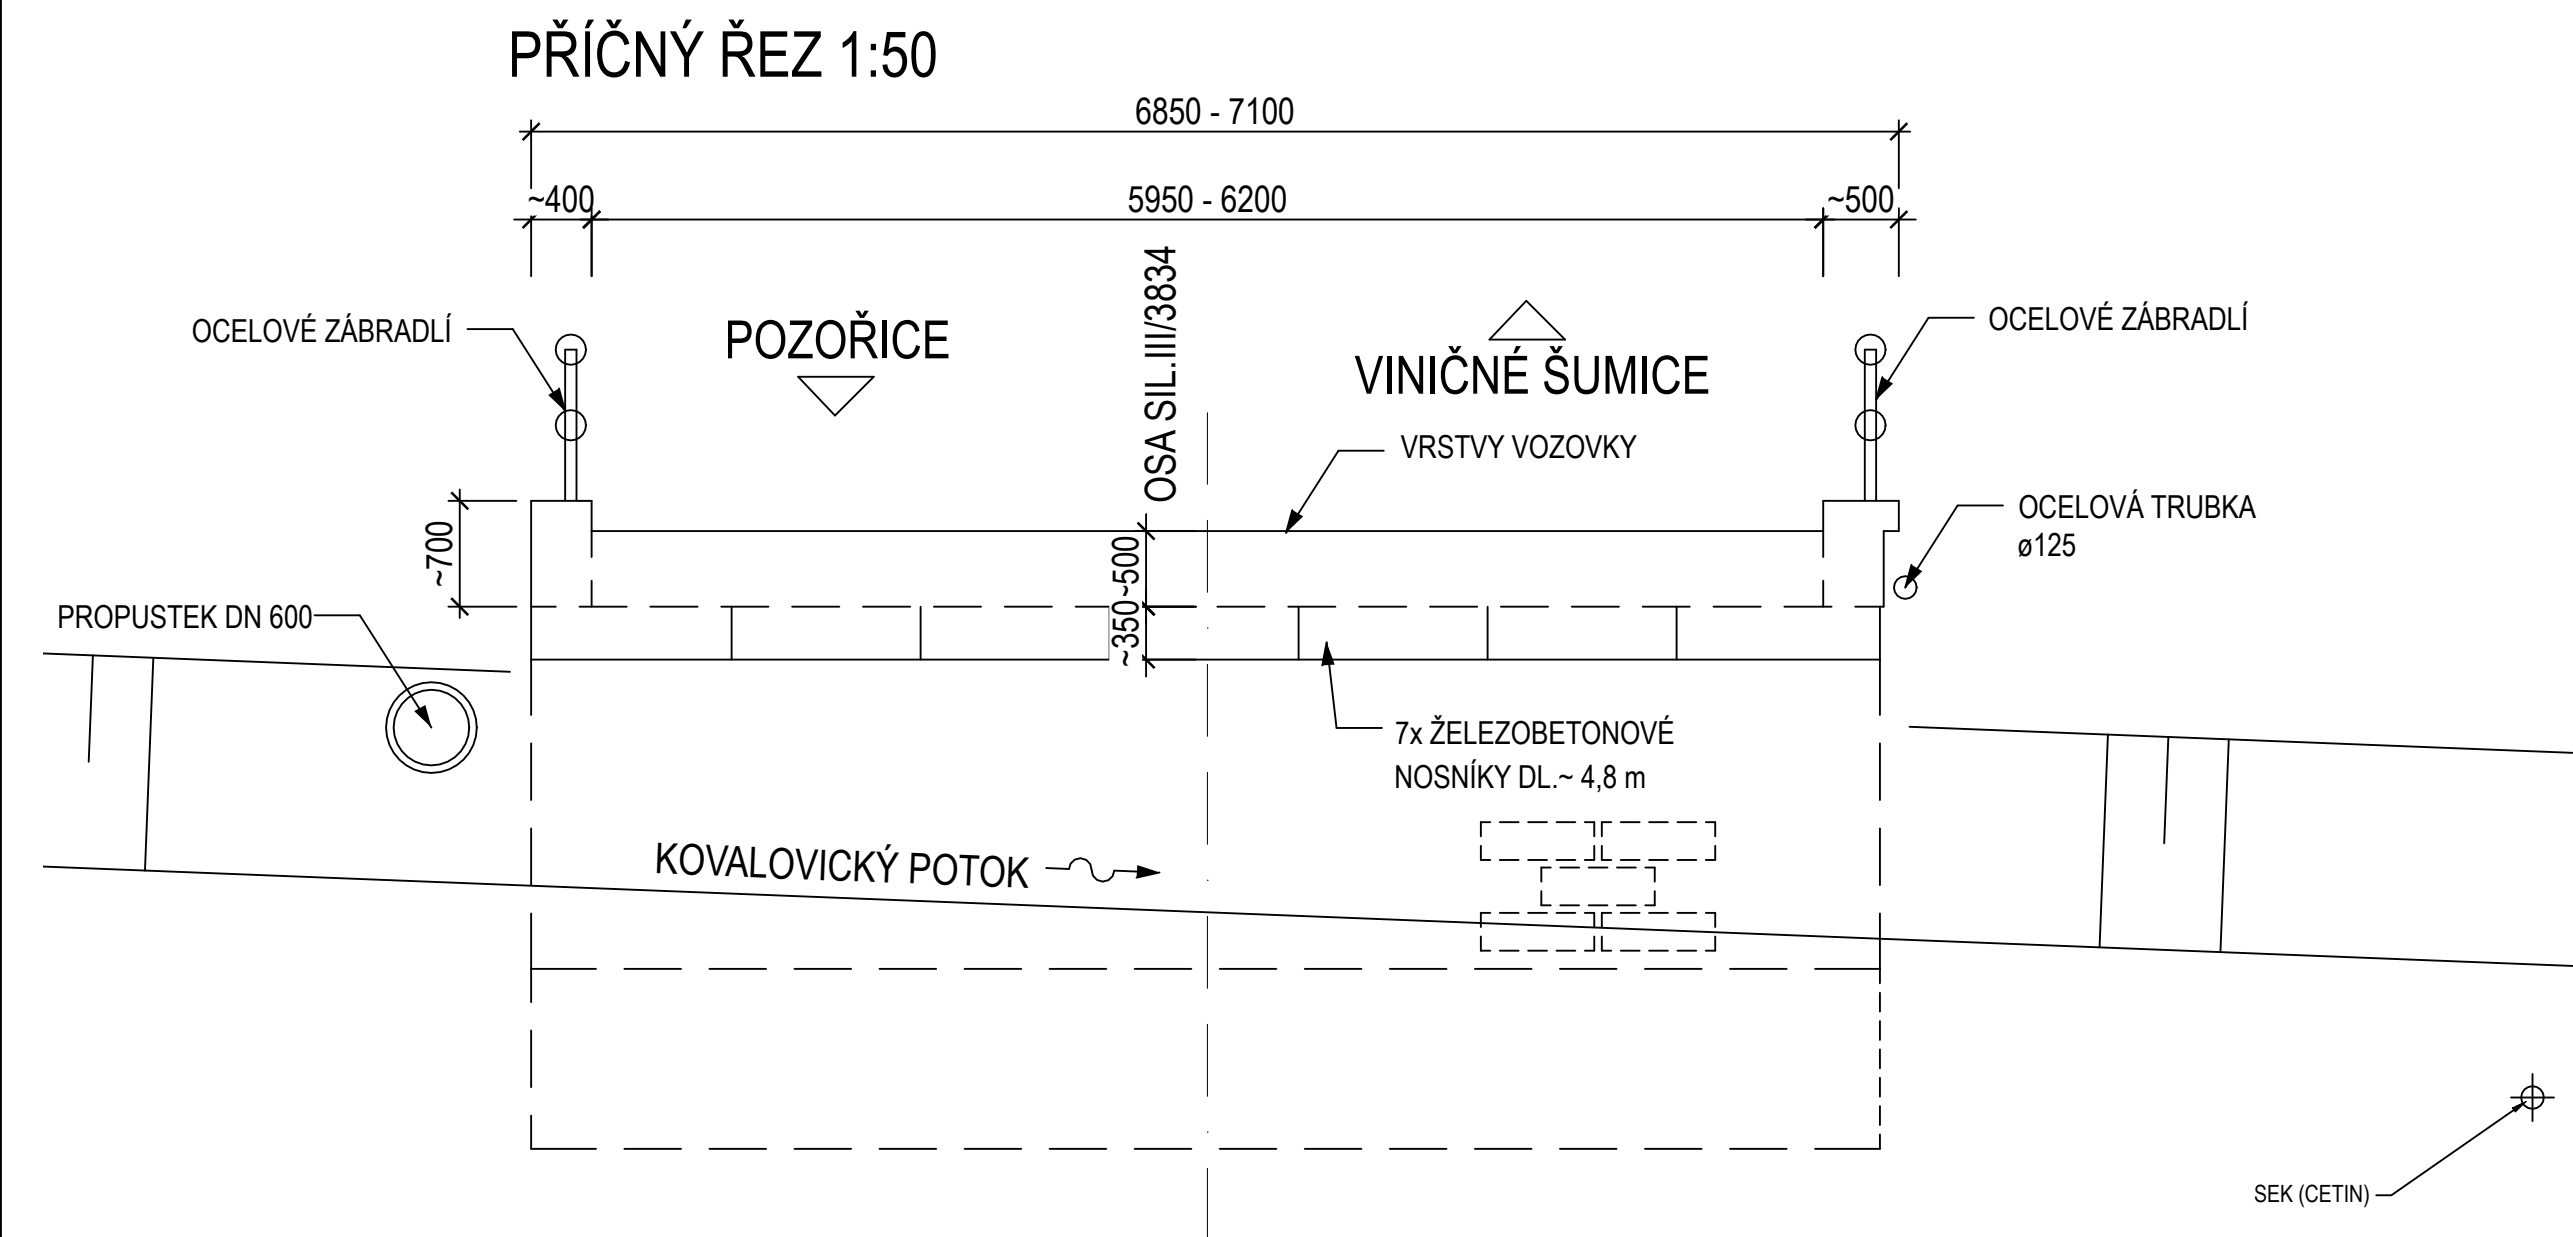 PŘÍČNÝ ŘEZ 1:50
6850 - 7100
~400
5950 - 6200
~500
OSA SIL.III/3834
OCELOVÉ ZÁBRADLÍ
POZOŘICE
VINIČNÉ ŠUMICE
OCELOVÉ ZÁBRADLÍ
VRSTVY VOZOVKY
OCELOVÁ TRUBKA
ø125
~700
~500
~350
PROPUSTEK DN 600
7x ŽELEZOBETONOVÉ
NOSNÍKY DL.~ 4,8 m
KOVALOVICKÝ POTOK
SEK (CETIN)